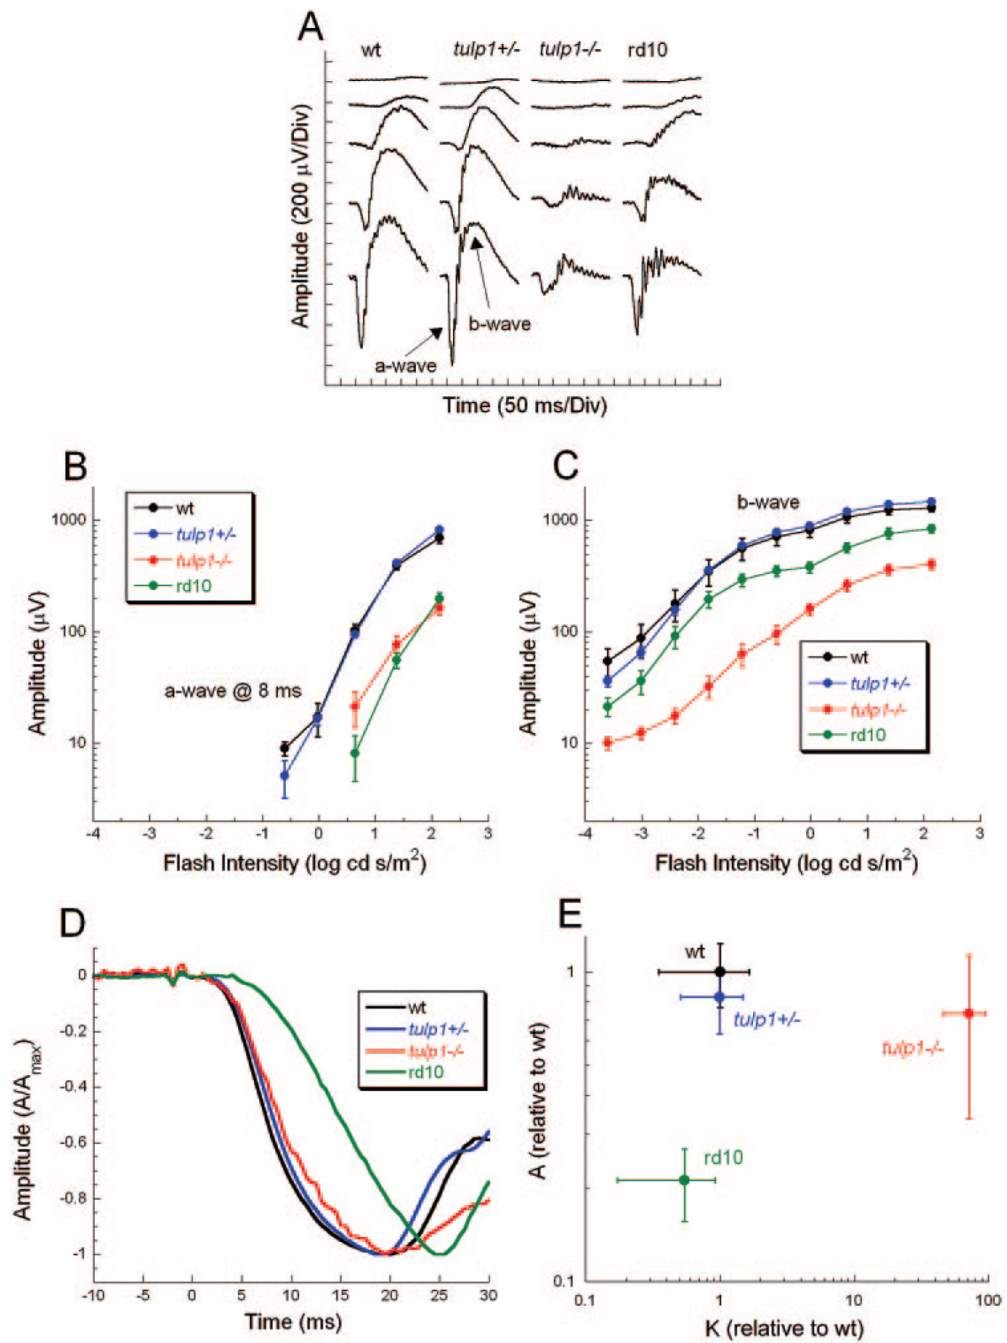 A
wt
tulp1+/-
tulp1-/-
rd10
Amplitude (200 μV/Div)
b-wave
a-wave
Time (50 ms/Div)
B
wt
tulp1+/-
tulp1-/-
rd10
1000
100
10
Amplitude (μV)
a-wave @ 8 ms
-4 -3 -2 -1 0 1 2 3
Flash Intensity (log cd s/m²)
C
b-wave
1000
100
10
Amplitude (μV)
wt
tulp1+/-
tulp1-/-
rd10
-4 -3 -2 -1 0 1 2 3
Flash Intensity (log cd s/m²)
D
0
-0.2
-0.4
-0.6
-0.8
-1
Amplitude (A/Amax)
wt
tulp1+/-
tulp1-/-
rd10
-10 -5 0 5 10 15 20 25 30
Time (ms)
E
1
0.1
A (relative to wt)
wt
tulp1+/-
tulp1-/-
rd10
0.1 1 10 100
K (relative to wt)